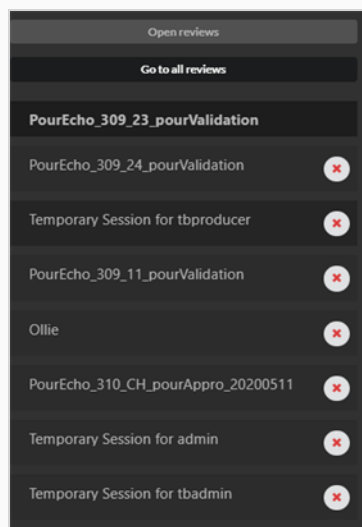 Open reviews
Go to all reviews
PourEcho_309_23_pourValidation
PourEcho_309_24_pourValidation
Temporary Session for tbproducer
PourEcho_309_11_pourValidation
Ollie
PourEcho_310_CH_pourAppro_20200511
Temporary Session for admin
Temporary Session for tbadmin